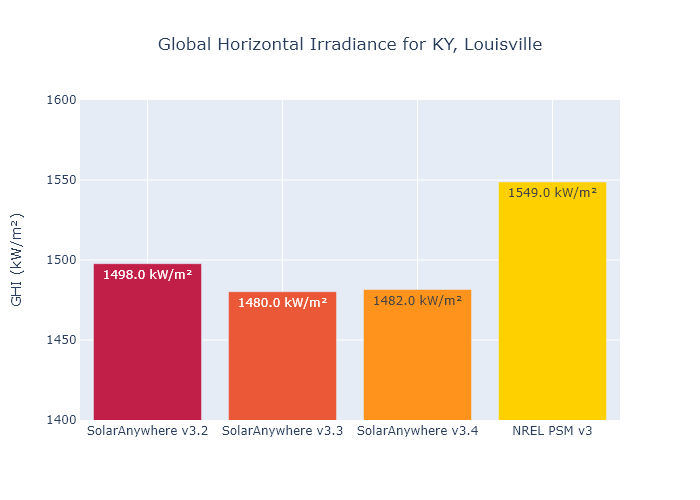 Global Horizontal Irradiance for KY, Louisville
GHI (kW/m²)
1600
1550
1500
1450
1400
1498.0 kW/m²
1480.0 kW/m²
1482.0 kW/m²
1549.0 kW/m²
SolarAnywhere v3.2
SolarAnywhere v3.3
SolarAnywhere v3.4
NREL PSM v3